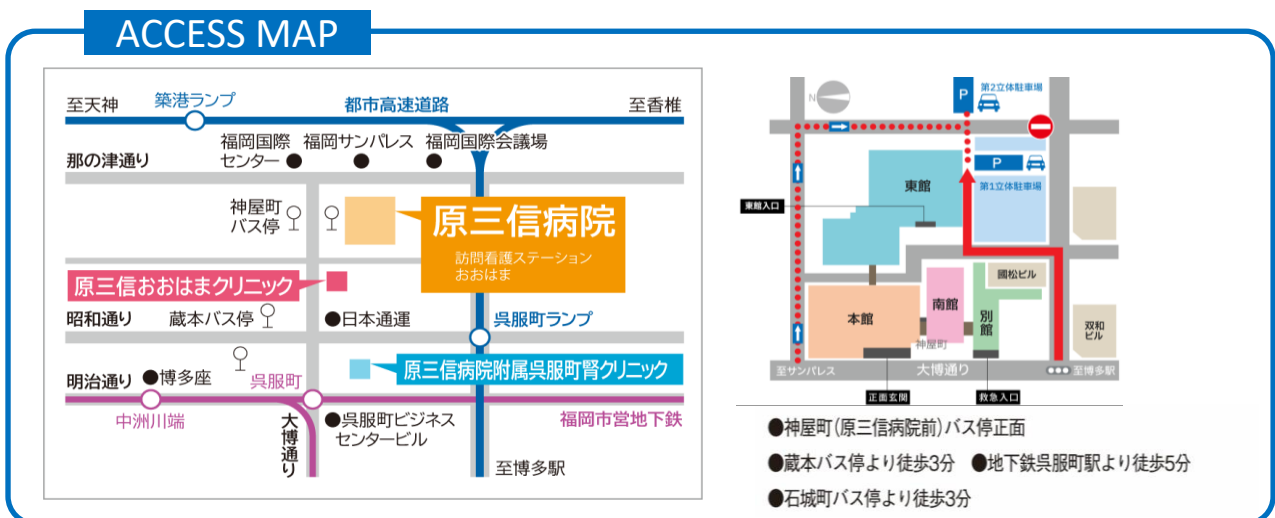 ACCESS MAP
至天神
築港ランプ
都市高速道路
至香椎
福岡国際
センター
福岡サンパレス
福岡国際会議場
那の津通り
神屋町
バス停
原三信病院
訪問看護ステーション
おおはま
原三信おおはまクリニック
昭和通り
蔵本バス停
●日本通運
呉服町ランプ
原三信病院附属呉服町腎クリニック
明治通り
●博多座
呉服町
中洲川端
大博通り
●呉服町ビジネス
センタービル
福岡市営地下鉄
至博多駅
N
P
第2立体駐車場
P
第1立体駐車場
東館
東館入口
國松ビル
本館
南館
別館
神屋町
双和
ビル
至サンパレス
大博通り
至博多駅
正面玄関
救急入口
●神屋町(原三信病院前)バス停正面
●蔵本バス停より徒歩3分 ●地下鉄呉服町駅より徒歩5分
●石城町バス停より徒歩3分